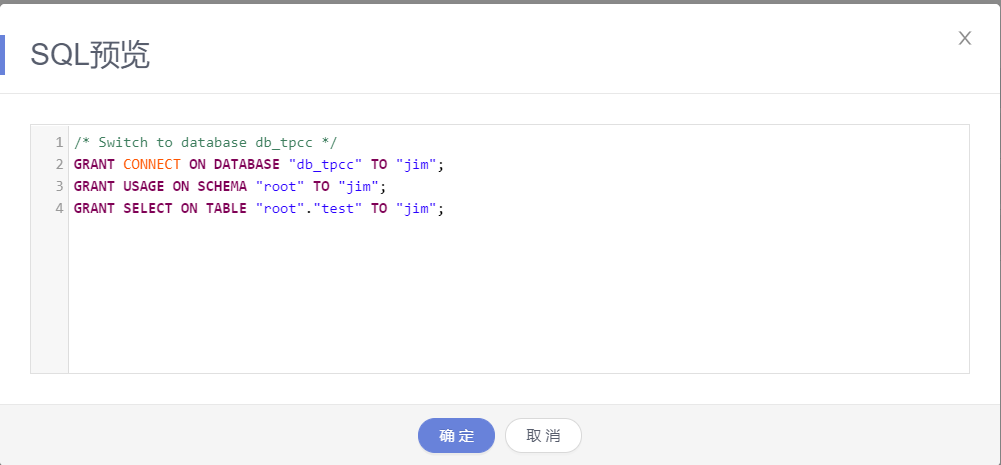 SQL预览
X
1 /* Switch to database db_tpcc */
2 GRANT CONNECT ON DATABASE "db_tpcc" TO "jim";
3 GRANT USAGE ON SCHEMA "root" TO "jim";
4 GRANT SELECT ON TABLE "root"."test" TO "jim";
确定 取消